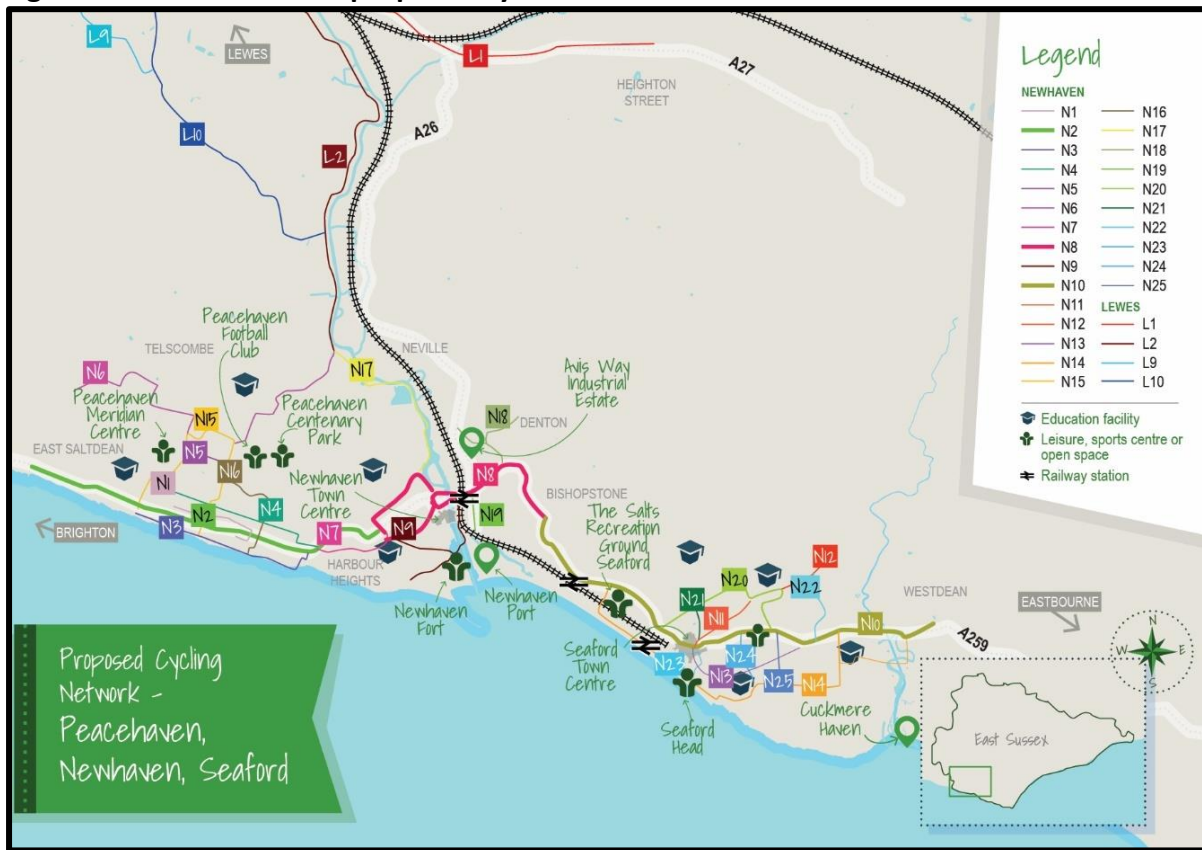 L9
LEWES
L1
A27
HEIGHTON
STREET
A26
L10
L2
Peacehaven
Football
Club
TELSCOMBE
NEVILLE
N17
Avis Way
Industrial
Estate
N6
Peacehaven
Meridian
Centre
N15
Peacehaven
Centenary
Park
N18
DENTON
EAST SALTDEAN
N5
N16
N1
Newhaven
Town
Centre
N8
BISHOPSTONE
N2
N4
N3
N7
N9
N19
BRIGHTON
HARBOUR
HEIGHTS
The Salts
Recreation
Ground
Seaford
N12
N20
N22
N21
N11
WESTDEAN
EASTBOURNE
N10
A259
Newhaven
Fort
Newhaven
Port
Seaford
Town
Centre
N23
N24
N13
N25
N14
Seaford
Head
Cuckmere
Haven
Proposed Cycling
Network -
Peacehaven,
Newhaven, Seaford
Legend
NEWHAVEN
N1
N2
N3
N4
N5
N6
N7
N8
N9
N10
N11
N12
N13
N14
N15
N16
N17
N18
N19
N20
N21
N22
N23
N24
N25
LEWES
L1
L2
L9
L10
Education facility
Leisure, sports centre or
open space
Railway station
N
W E
S
East Sussex